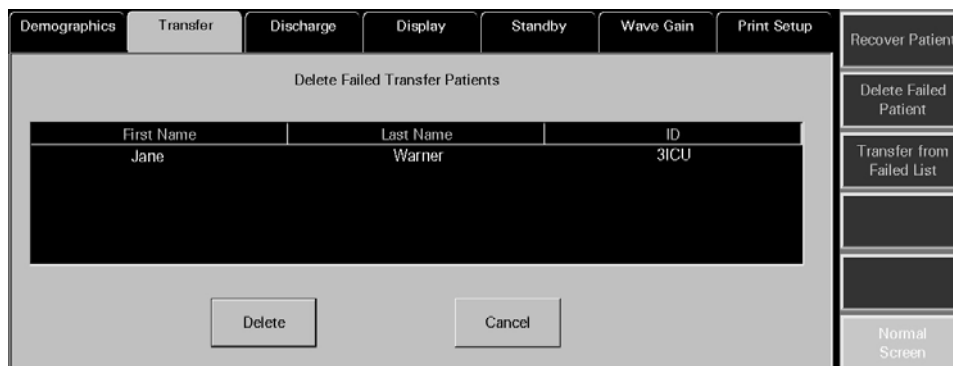 Demographics Transfer Discharge Display Standby Wave Gain Print Setup
Recover Patient
Delete Failed Transfer Patients
Delete Failed
Patient
First Name Last Name ID
Jane Warner 3ICU
Transfer from
Failed List
Delete Cancel
Normal
Screen